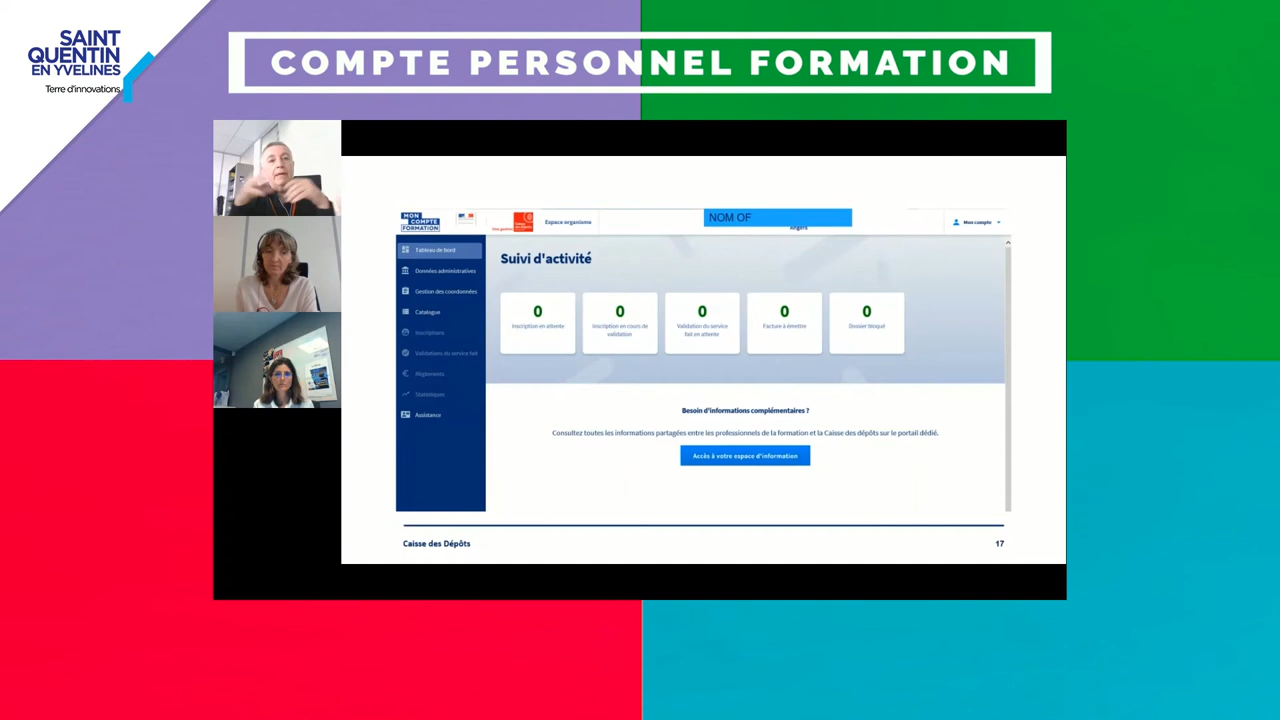 SAINT
QUENTIN
EN YVELINES
Terre d'innovations
COMPTE PERSONNEL FORMATION
MON
COMPTE
FORMATION
Espace organisme
NOM OF
Angers
Mon compte
Tableau de bord
Données administratives
Gestion des coordonnées
Catalogue
Inscriptions
Validations du service fait
Règlements
Statistiques
Assistance
Suivi d'activité
0
Inscription en attente
0
Inscription en cours de
validation
0
Validation du service
fait en attente
0
Facture à émettre
0
Dossier bloqué
Besoin d'informations complémentaires ?
Consultez toutes les informations partagées entre les professionnels de la formation et la Caisse des dépôts sur le portail dédié.
Accès à votre espace d'information
Caisse des Dépôts
17